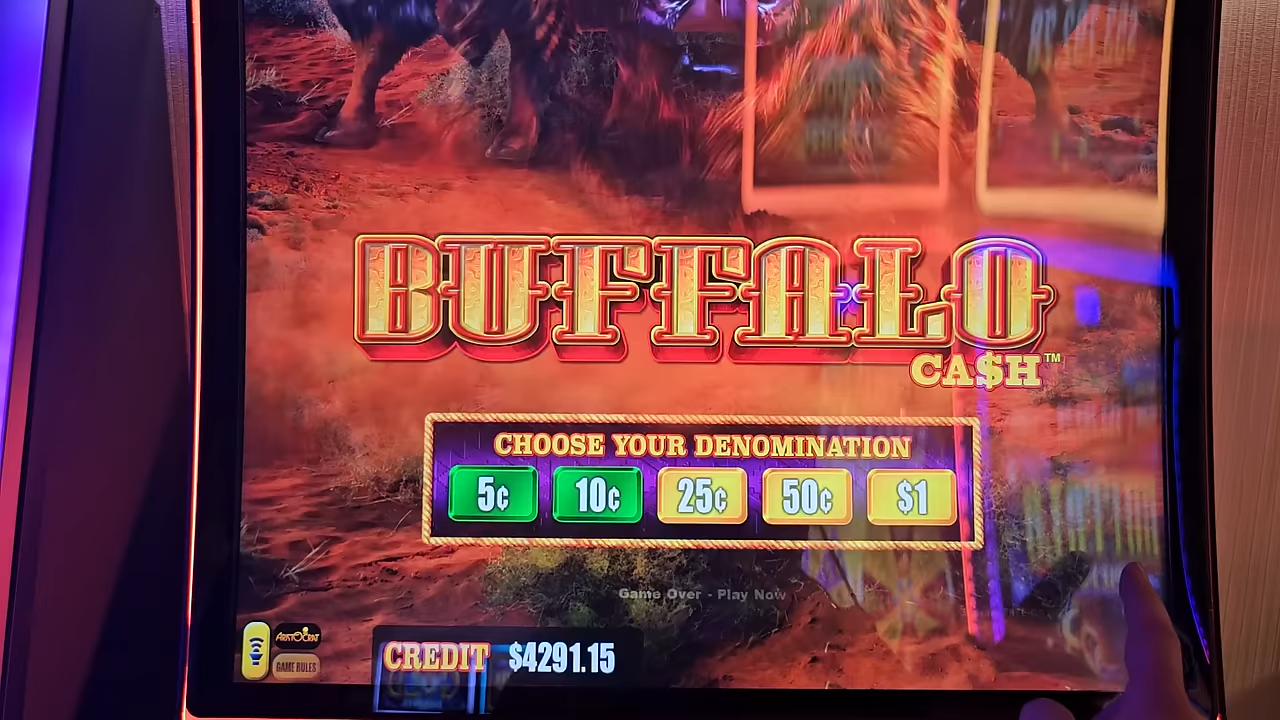 BUFFALO
CA$H™
CHOOSE YOUR DENOMINATION
5¢ 10¢ 25¢ 50¢ $1
Game Over - Play Now
ARISTOCRAT
GAME RULES
CREDIT $4291.15